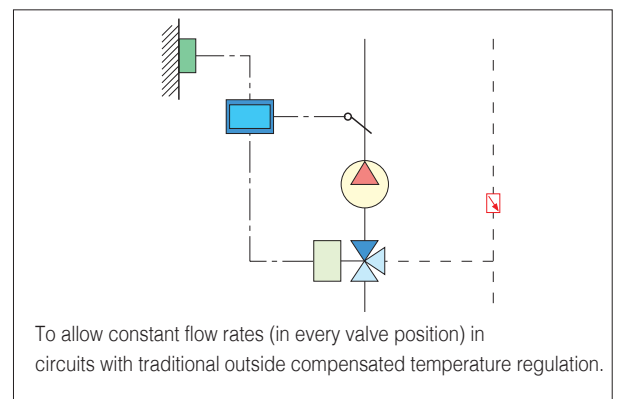 To allow constant flow rates (in every valve position) in
circuits with traditional outside compensated temperature regulation.